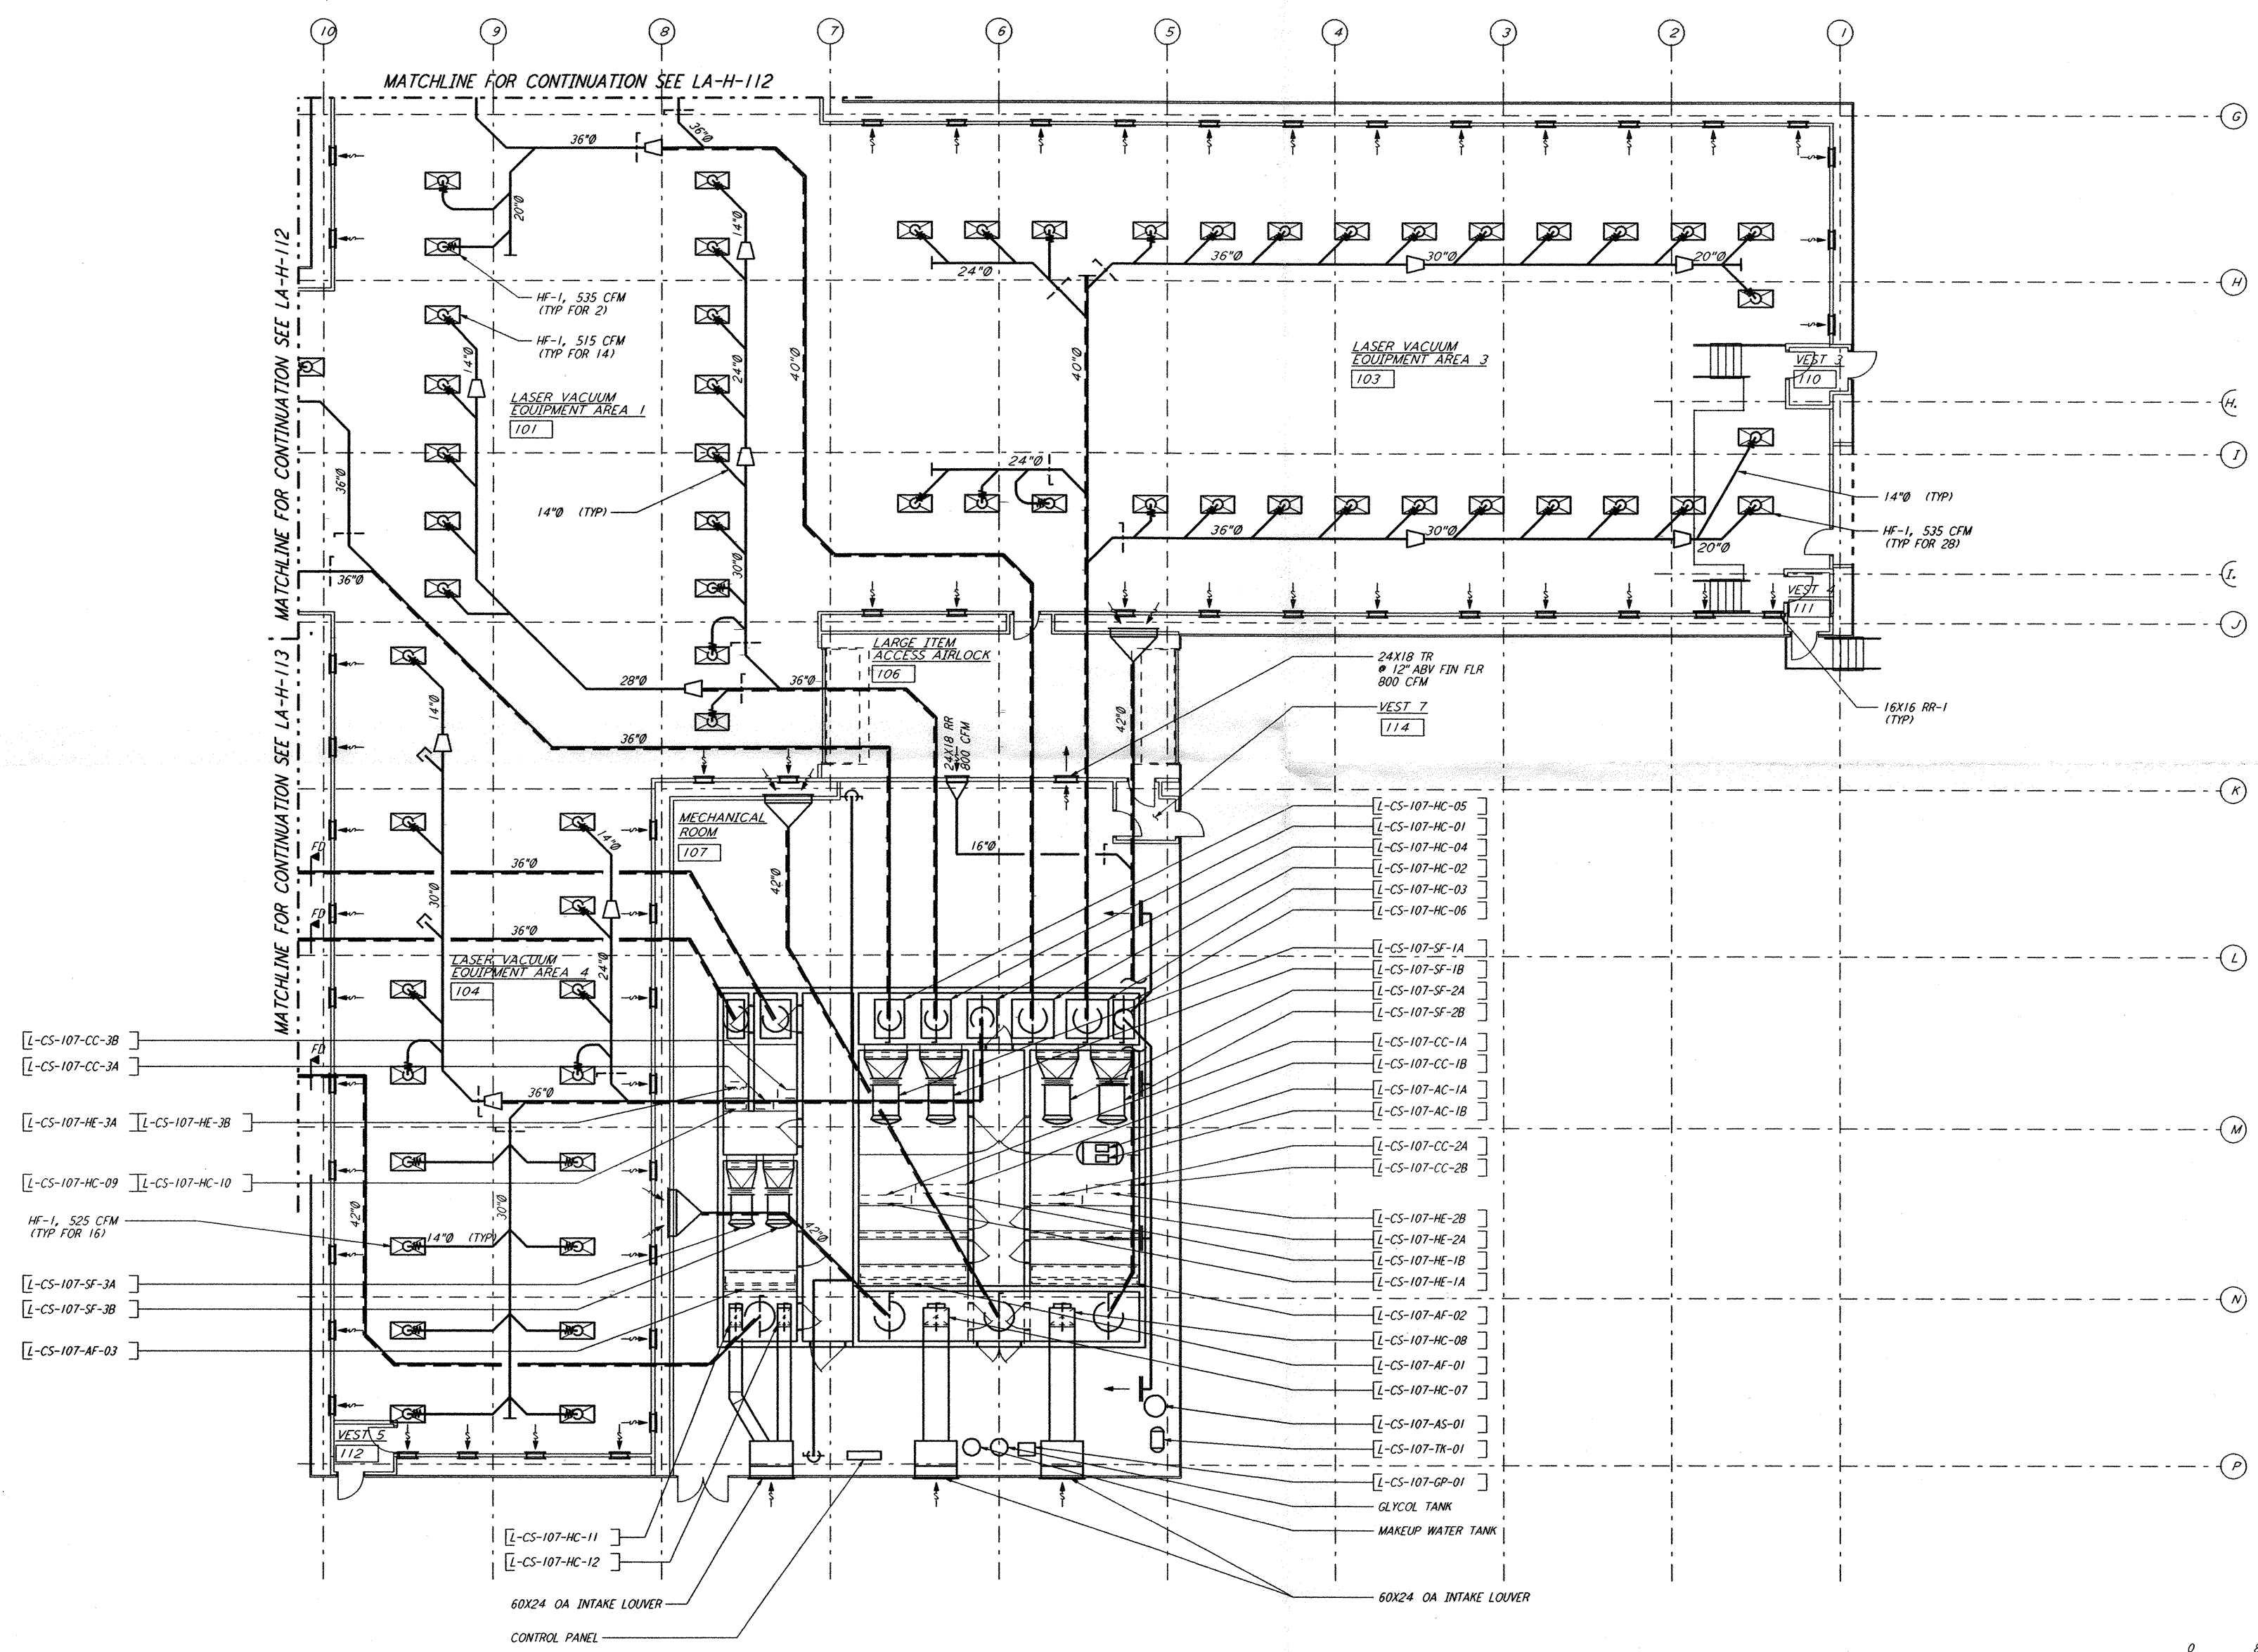 10
9
8
7
6
5
4
3
2
1
MATCHLINE FOR CONTINUATION SEE LA-H-112
G
36"Ø
36"Ø
20"Ø
14"Ø
HF-1, 535 CFM
(TYP FOR 2)
HF-1, 515 CFM
(TYP FOR 14)
14"Ø
24"Ø
40"Ø
24"Ø
36"Ø
30"Ø
20"Ø
H
40"Ø
LASER VACUUM
EQUIPMENT AREA 3
103
VEST 3
110
H.
MATCHLINE FOR CONTINUATION SEE LA-H-112
LASER VACUUM
EQUIPMENT AREA 1
101
36"Ø
24"Ø
I
14"Ø (TYP)
14"Ø (TYP)
36"Ø
30"Ø
20"Ø
HF-1, 535 CFM
(TYP FOR 28)
36"Ø
30"Ø
I.
VEST 4
111
J
LARGE ITEM
ACCESS AIRLOCK
106
24X18 TR
@ 12" ABV FIN FLR
800 CFM
VEST 7
114
16X16 RR-1
(TYP)
28"Ø
36"Ø
36"Ø
14"Ø
24X18 RR
800 CFM
42"Ø
K
MATCHLINE FOR CONTINUATION SEE LA-H-113
MECHANICAL
ROOM
107
14"Ø
FD
36"Ø
30"Ø
42"Ø
16"Ø
FD
36"Ø
LASER VACUUM
EQUIPMENT AREA 4
104
24"Ø
L-CS-107-HC-05
L-CS-107-HC-01
L-CS-107-HC-04
L-CS-107-HC-02
L-CS-107-HC-03
L-CS-107-HC-06
L-CS-107-SF-1A
L
L-CS-107-SF-1B
L-CS-107-SF-2A
L-CS-107-SF-2B
L-CS-107-CC-1A
L-CS-107-CC-1B
L-CS-107-AC-1A
L-CS-107-AC-1B
M
L-CS-107-CC-2A
L-CS-107-CC-2B
L-CS-107-HE-2B
L-CS-107-HE-2A
L-CS-107-HE-1B
L-CS-107-HE-1A
N
L-CS-107-AF-02
L-CS-107-HC-08
L-CS-107-AF-01
L-CS-107-HC-07
L-CS-107-AS-01
L-CS-107-TK-01
P
L-CS-107-GP-01
GLYCOL TANK
MAKEUP WATER TANK
60X24 OA INTAKE LOUVER
L-CS-107-CC-3B
L-CS-107-CC-3A
FD
36"Ø
L-CS-107-HE-3A L-CS-107-HE-3B
L-CS-107-HC-09 L-CS-107-HC-10
HF-1, 525 CFM
(TYP FOR 16)
42"Ø
14"Ø (TYP)
30"Ø
42"Ø
L-CS-107-SF-3A
L-CS-107-SF-3B
L-CS-107-AF-03
VEST 5
112
L-CS-107-HC-11
L-CS-107-HC-12
60X24 OA INTAKE LOUVER
CONTROL PANEL
0